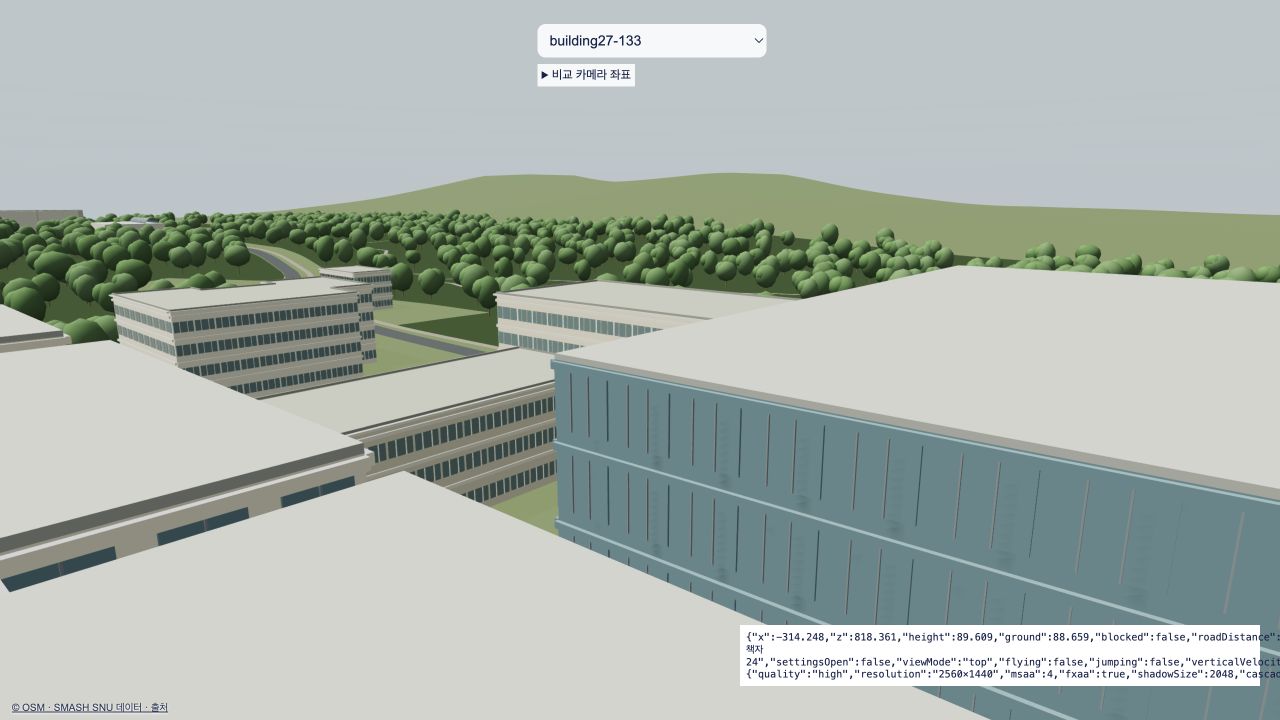 building27-133
▶ 비교 카메라 좌표
{"x":−314.248,"z":818.361,"height":89.609,"ground":88.659,"blocked":false,"roadDistance":
책자
24","settingsOpen":false,"viewMode":"top","flying":false,"jumping":false,"verticalVelocit
{"quality":"high","resolution":"2560×1440","msaa":4,"fxaa":true,"shadowSize":2048,"cascad
© OSM · SMASH SNU 데이터 · 출처